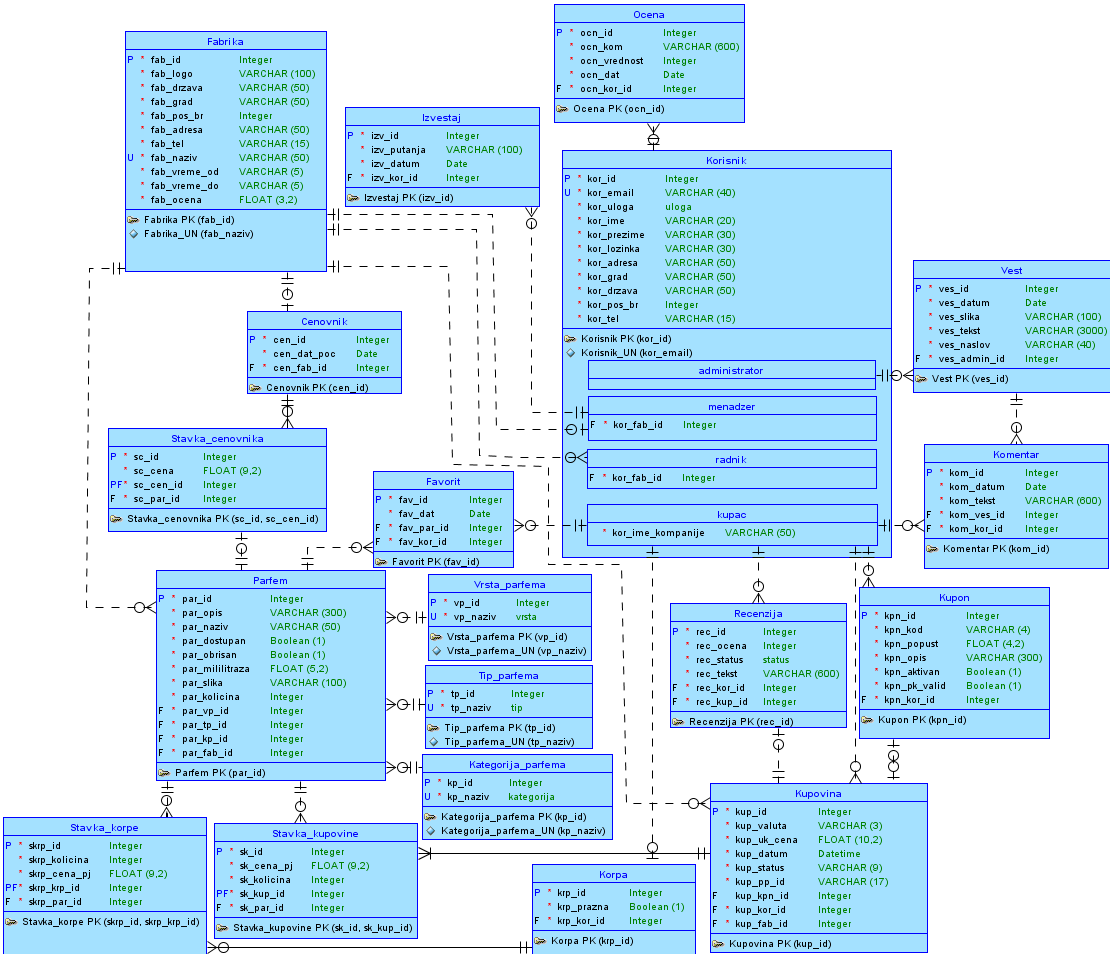 Ocena
P * ocn_id Integer
* ocn_kom VARCHAR (600)
* ocn_vrednost Integer
* ocn_dat Date
F * ocn_kor_id Integer
Ocena PK (ocn_id)
Fabrika
P * fab_id Integer
* fab_logo VARCHAR (100)
* fab_drzava VARCHAR (50)
* fab_grad VARCHAR (50)
* fab_pos_br Integer
* fab_adresa VARCHAR (50)
* fab_tel VARCHAR (15)
U * fab_naziv VARCHAR (50)
* fab_vreme_od VARCHAR (5)
* fab_vreme_do VARCHAR (5)
* fab_ocena FLOAT (3,2)
Fabrika PK (fab_id)
Fabrika_UN (fab_naziv)
Izvestaj
P * izv_id Integer
* izv_putanja VARCHAR (100)
* izv_datum Date
F * izv_kor_id Integer
Izvestaj PK (izv_id)
Korisnik
P * kor_id Integer
U * kor_email VARCHAR (40)
* kor_uloga uloga
* kor_ime VARCHAR (20)
* kor_prezime VARCHAR (30)
* kor_lozinka VARCHAR (30)
* kor_adresa VARCHAR (50)
* kor_grad VARCHAR (50)
* kor_drzava VARCHAR (50)
* kor_pos_br Integer
* kor_tel VARCHAR (15)
Korisnik PK (kor_id)
Korisnik_UN (kor_email)
administrator
menadzer
F * kor_fab_id Integer
radnik
F * kor_fab_id Integer
kupac
* kor_ime_kompanije VARCHAR (50)
Vest
P * ves_id Integer
* ves_datum Date
* ves_slika VARCHAR (100)
* ves_tekst VARCHAR (3000)
* ves_naslov VARCHAR (40)
F * ves_admin_id Integer
Vest PK (ves_id)
Cenovnik
P * cen_id Integer
* cen_dat_poc Date
F * cen_fab_id Integer
Cenovnik PK (cen_id)
Stavka_cenovnika
P * sc_id Integer
* sc_cena FLOAT (9,2)
PF* sc_cen_id Integer
F * sc_par_id Integer
Stavka_cenovnika PK (sc_id, sc_cen_id)
Favorit
P * fav_id Integer
* fav_dat Date
F * fav_par_id Integer
F * fav_kor_id Integer
Favorit PK (fav_id)
Komentar
P * kom_id Integer
* kom_datum Date
* kom_tekst VARCHAR (600)
F * kom_ves_id Integer
F * kom_kor_id Integer
Komentar PK (kom_id)
Parfem
P * par_id Integer
* par_opis VARCHAR (300)
* par_naziv VARCHAR (50)
* par_dostupan Boolean (1)
* par_obrisan Boolean (1)
* par_mililitraza FLOAT (5,2)
* par_slika VARCHAR (100)
* par_kolicina Integer
F * par_vp_id Integer
F * par_tp_id Integer
F * par_kp_id Integer
F * par_fab_id Integer
Parfem PK (par_id)
Vrsta_parfema
P * vp_id Integer
U * vp_naziv vrsta
Vrsta_parfema PK (vp_id)
Vrsta_parfema_UN (vp_naziv)
Tip_parfema
P * tp_id Integer
U * tp_naziv tip
Tip_parfema PK (tp_id)
Tip_parfema_UN (tp_naziv)
Kategorija_parfema
P * kp_id Integer
U * kp_naziv kategorija
Kategorija_parfema PK (kp_id)
Kategorija_parfema_UN (kp_naziv)
Recenzija
P * rec_id Integer
* rec_ocena Integer
* rec_status status
* rec_tekst VARCHAR (600)
F * rec_kor_id Integer
F * rec_kup_id Integer
Recenzija PK (rec_id)
Kupon
P * kpn_id Integer
* kpn_kod VARCHAR (4)
* kpn_popust FLOAT (4,2)
* kpn_opis VARCHAR (300)
* kpn_aktivan Boolean (1)
* kpn_pk_valid Boolean (1)
F * kpn_kor_id Integer
Kupon PK (kpn_id)
Kupovina
P * kup_id Integer
* kup_valuta VARCHAR (3)
* kup_uk_cena FLOAT (10,2)
* kup_datum Datetime
* kup_status VARCHAR (9)
* kup_pp_id VARCHAR (17)
F kup_kpn_id Integer
F * kup_kor_id Integer
F * kup_fab_id Integer
Kupovina PK (kup_id)
Stavka_korpe
P * skrp_id Integer
* skrp_kolicina Integer
* skrp_cena_pj FLOAT (9,2)
PF* skrp_krp_id Integer
F * skrp_par_id Integer
Stavka_korpe PK (skrp_id, skrp_krp_id)
Stavka_kupovine
P * sk_id Integer
* sk_cena_pj FLOAT (9,2)
* sk_kolicina Integer
PF* sk_kup_id Integer
F * sk_par_id Integer
Stavka_kupovine PK (sk_id, sk_kup_id)
Korpa
P * krp_id Integer
* krp_prazna Boolean (1)
F * krp_kor_id Integer
Korpa PK (krp_id)